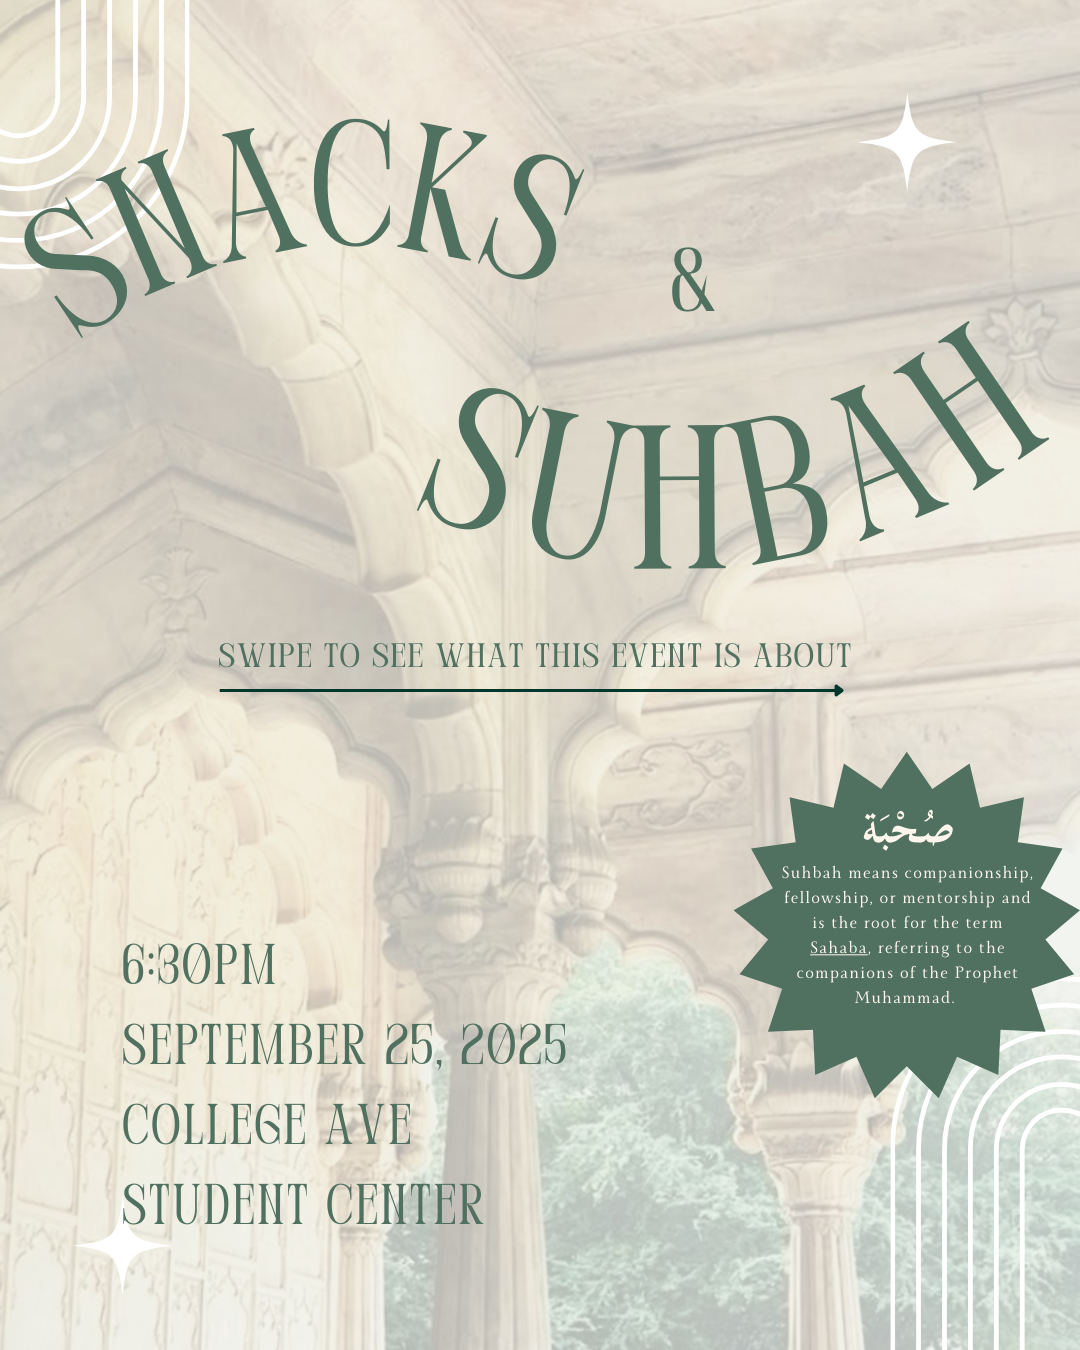 SNACKS
&
SUHBAH
SWIPE TO SEE WHAT THIS EVENT IS ABOUT
صُحْبَة
Suhbah means companionship,
fellowship, or mentorship and
is the root for the term
Sahaba, referring to the
companions of the Prophet
Muhammad.
6:30PM
SEPTEMBER 25, 2025
COLLEGE AVE
STUDENT CENTER